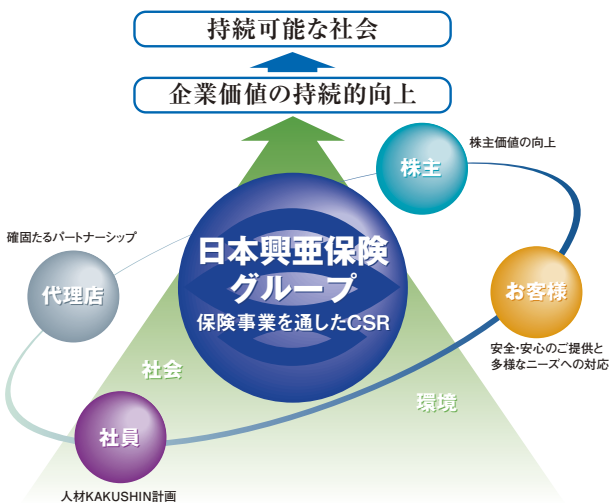 持続可能な社会
企業価値の持続的向上
株主価値の向上
株主
確固たるパートナーシップ
代理店
日本興亜保険
グループ
保険事業を通したCSR
お客様
安全・安心のご提供と
多様なニーズへの対応
社会
環境
社員
人材KAKUSHIN計画